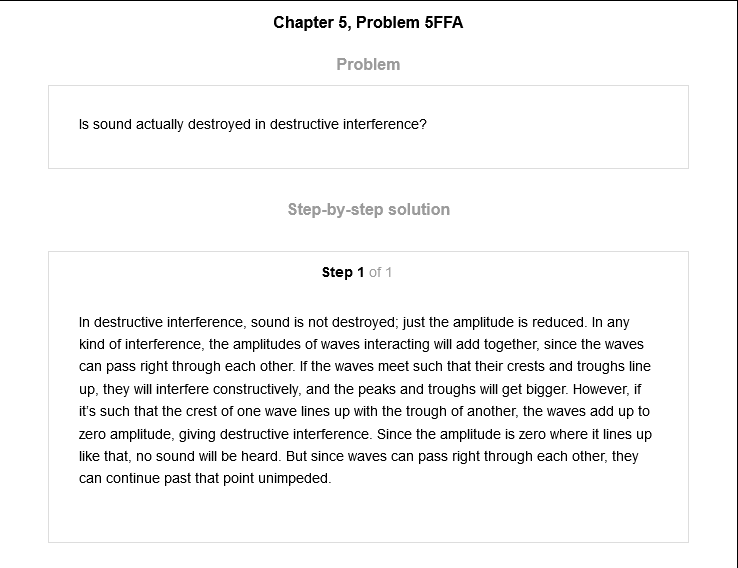 Chapter 5, Problem 5FFA
Problem
Is sound actually destroyed in destructive interference?
Step-by-step solution
Step 1 of 1
In destructive interference, sound is not destroyed; just the amplitude is reduced. In any
kind of interference, the amplitudes of waves interacting will add together, since the waves
can pass right through each other. If the waves meet such that their crests and troughs line
up, they will interfere constructively, and the peaks and troughs will get bigger. However, if
it's such that the crest of one wave lines up with the trough of another, the waves add up to
zero amplitude, giving destructive interference. Since the amplitude is zero where it lines up
like that, no sound will be heard. But since waves can pass right through each other, they
can continue past that point unimpeded.